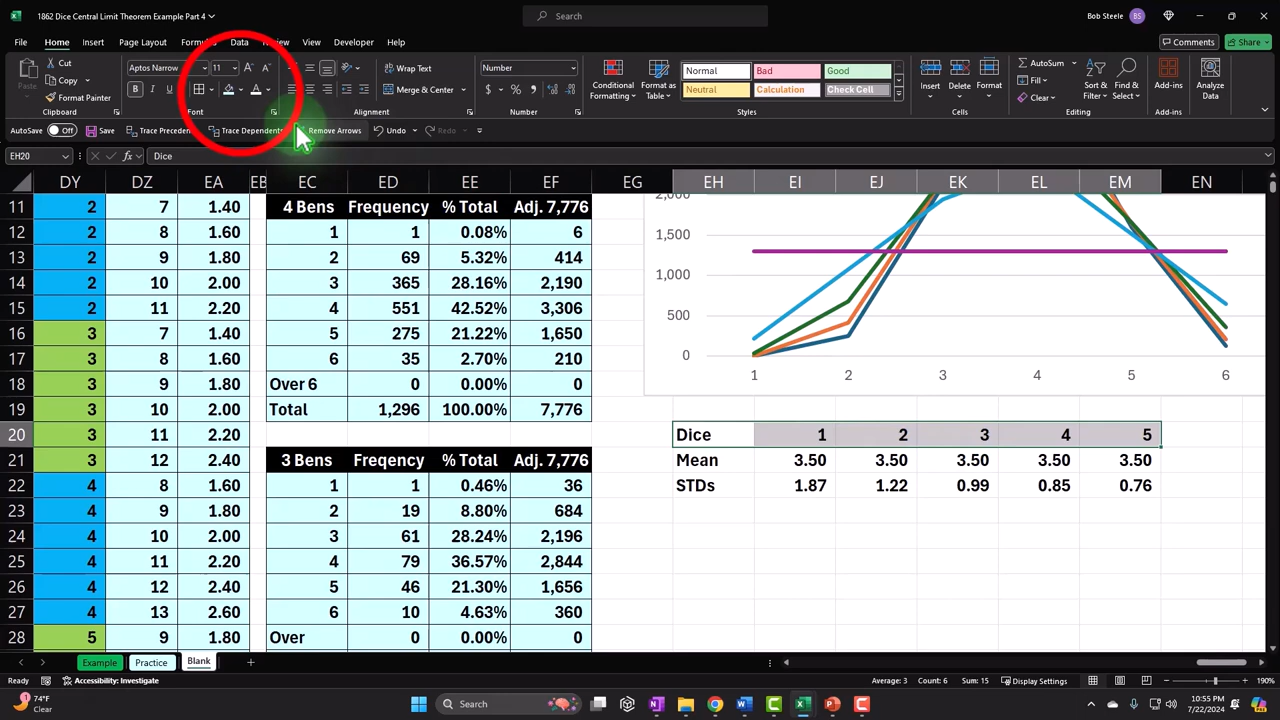 1862 Dice Central Limit Theorem Example Part 4
Search
Bob Steele BS
File Home Insert Page Layout Formulas Data Review View Developer Help
Comments Share
Paste Cut Copy Format Painter Clipboard
Aptos Narrow 11 B I U Font
Wrap Text Merge & Center Alignment
Number $ % Number
Conditional Formatting Format as Table Normal Bad Good Neutral Calculation Check Cell Styles
Insert Delete Format Cells
AutoSum Fill Clear Sort & Filter Find & Select Editing
Add-ins Add-ins
Analyze Data
AutoSave Off Save Trace Precedents Trace Dependents Remove Arrows Undo Redo
EH20 fx Dice
DY DZ EA EB EC ED EE EF EG EH EI EJ EK EL EM EN
11 2 7 1.40 4 Bens Frequency % Total Adj. 7,776
12 2 8 1.60 1 1 0.08% 6
13 2 9 1.80 2 69 5.32% 414
14 2 10 2.00 3 365 28.16% 2,190
15 2 11 2.20 4 551 42.52% 3,306
16 3 7 1.40 5 275 21.22% 1,650
17 3 8 1.60 6 35 2.70% 210
18 3 9 1.80 Over 6 0 0.00% 0
19 3 10 2.00 Total 1,296 100.00% 7,776
20 3 11 2.20
21 3 12 2.40 3 Bens Freqency % Total Adj. 7,776
22 4 8 1.60 1 1 0.46% 36
23 4 9 1.80 2 19 8.80% 684
24 4 10 2.00 3 61 28.24% 2,196
25 4 11 2.20 4 79 36.57% 2,844
26 4 12 2.40 5 46 21.30% 1,656
27 4 13 2.60 6 10 4.63% 360
28 5 9 1.80 Over 0 0.00% 0
2,000
1,500
1,000
500
0
1 2 3 4 5 6
Dice 1 2 3 4 5
Mean 3.50 3.50 3.50 3.50 3.50
STDs 1.87 1.22 0.99 0.85 0.76
Example Practice Blank
Ready Accessibility: Investigate Average: 3 Count: 6 Sum: 15 Display Settings 190%
74°F
Clear
Search
10:55 PM
7/22/2024